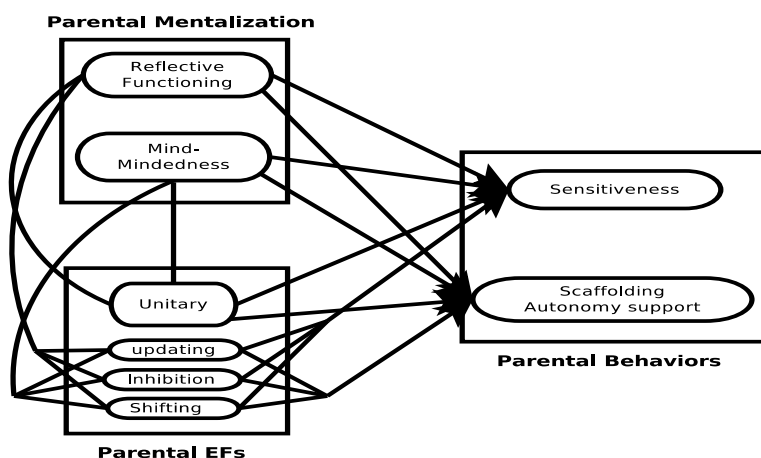 Parental Mentalization
Reflective
Functioning
Mind-
Mindedness
Unitary
updating
Inhibition
Shifting
Parental EFs
Sensitiveness
Scaffolding
Autonomy support
Parental Behaviors